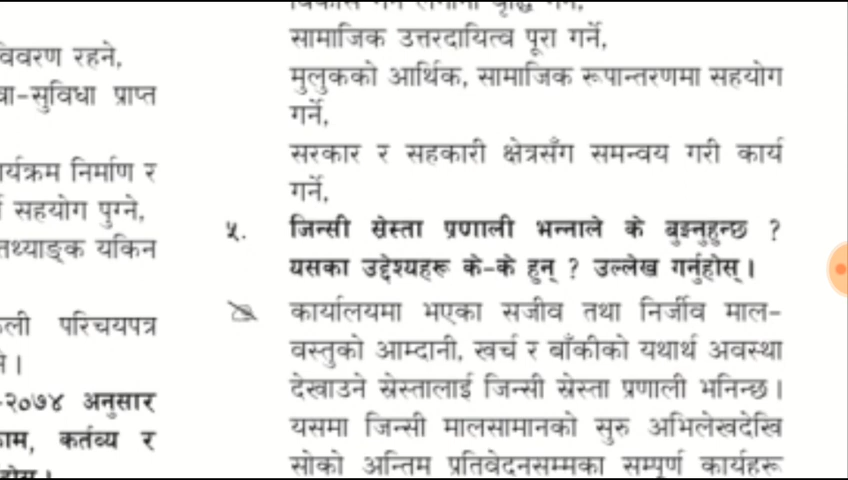 विवरण रहने,
वा-सुविधा प्राप्त
र्यक्रम निर्माण र
सहयोग पुग्ने,
तथ्याङ्क यकिन
ली परिचयपत्र
-२०७४ अनुसार
काम, कर्तव्य र
सामाजिक उत्तरदायित्व पूरा गर्ने,
मुलुकको आर्थिक, सामाजिक रूपान्तरणमा सहयोग
गर्ने,
सरकार र सहकारी क्षेत्रसँग समन्वय गरी कार्य
गर्ने,
५. जिन्सी स्रेस्ता प्रणाली भन्नाले के बुझ्नुहुन्छ ?
यसका उद्देश्यहरू के-के हुन् ? उल्लेख गर्नुहोस् ।
कार्यालयमा भएका सजीव तथा निर्जीव माल-
वस्तुको आम्दानी, खर्च र बाँकीको यथार्थ अवस्था
देखाउने स्रेस्तालाई जिन्सी स्रेस्ता प्रणाली भनिन्छ ।
यसमा जिन्सी मालसामानको सुरु अभिलेखदेखि
सोको अन्तिम प्रतिवेदनसम्मका सम्पूर्ण कार्यहरू